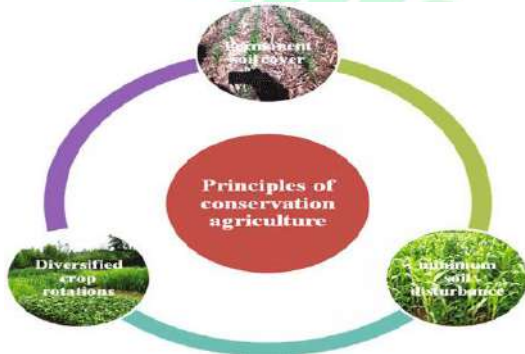 Permanent
soil cover
Principles of
conservation
agriculture
Diversified
crop
rotations
minimum
soil
disturbance